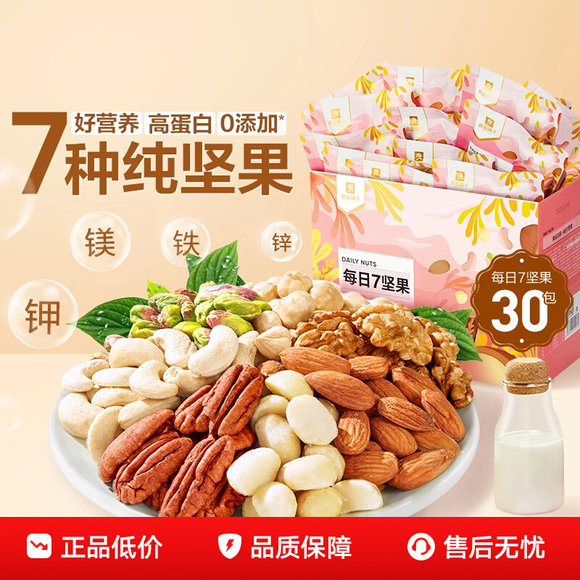 好营养 高蛋白 0添加*
7种纯坚果
镁
铁
锌
钾
DAILY NUTS
每日7坚果
每日7坚果
30包
正品低价
品质保障
售后无忧